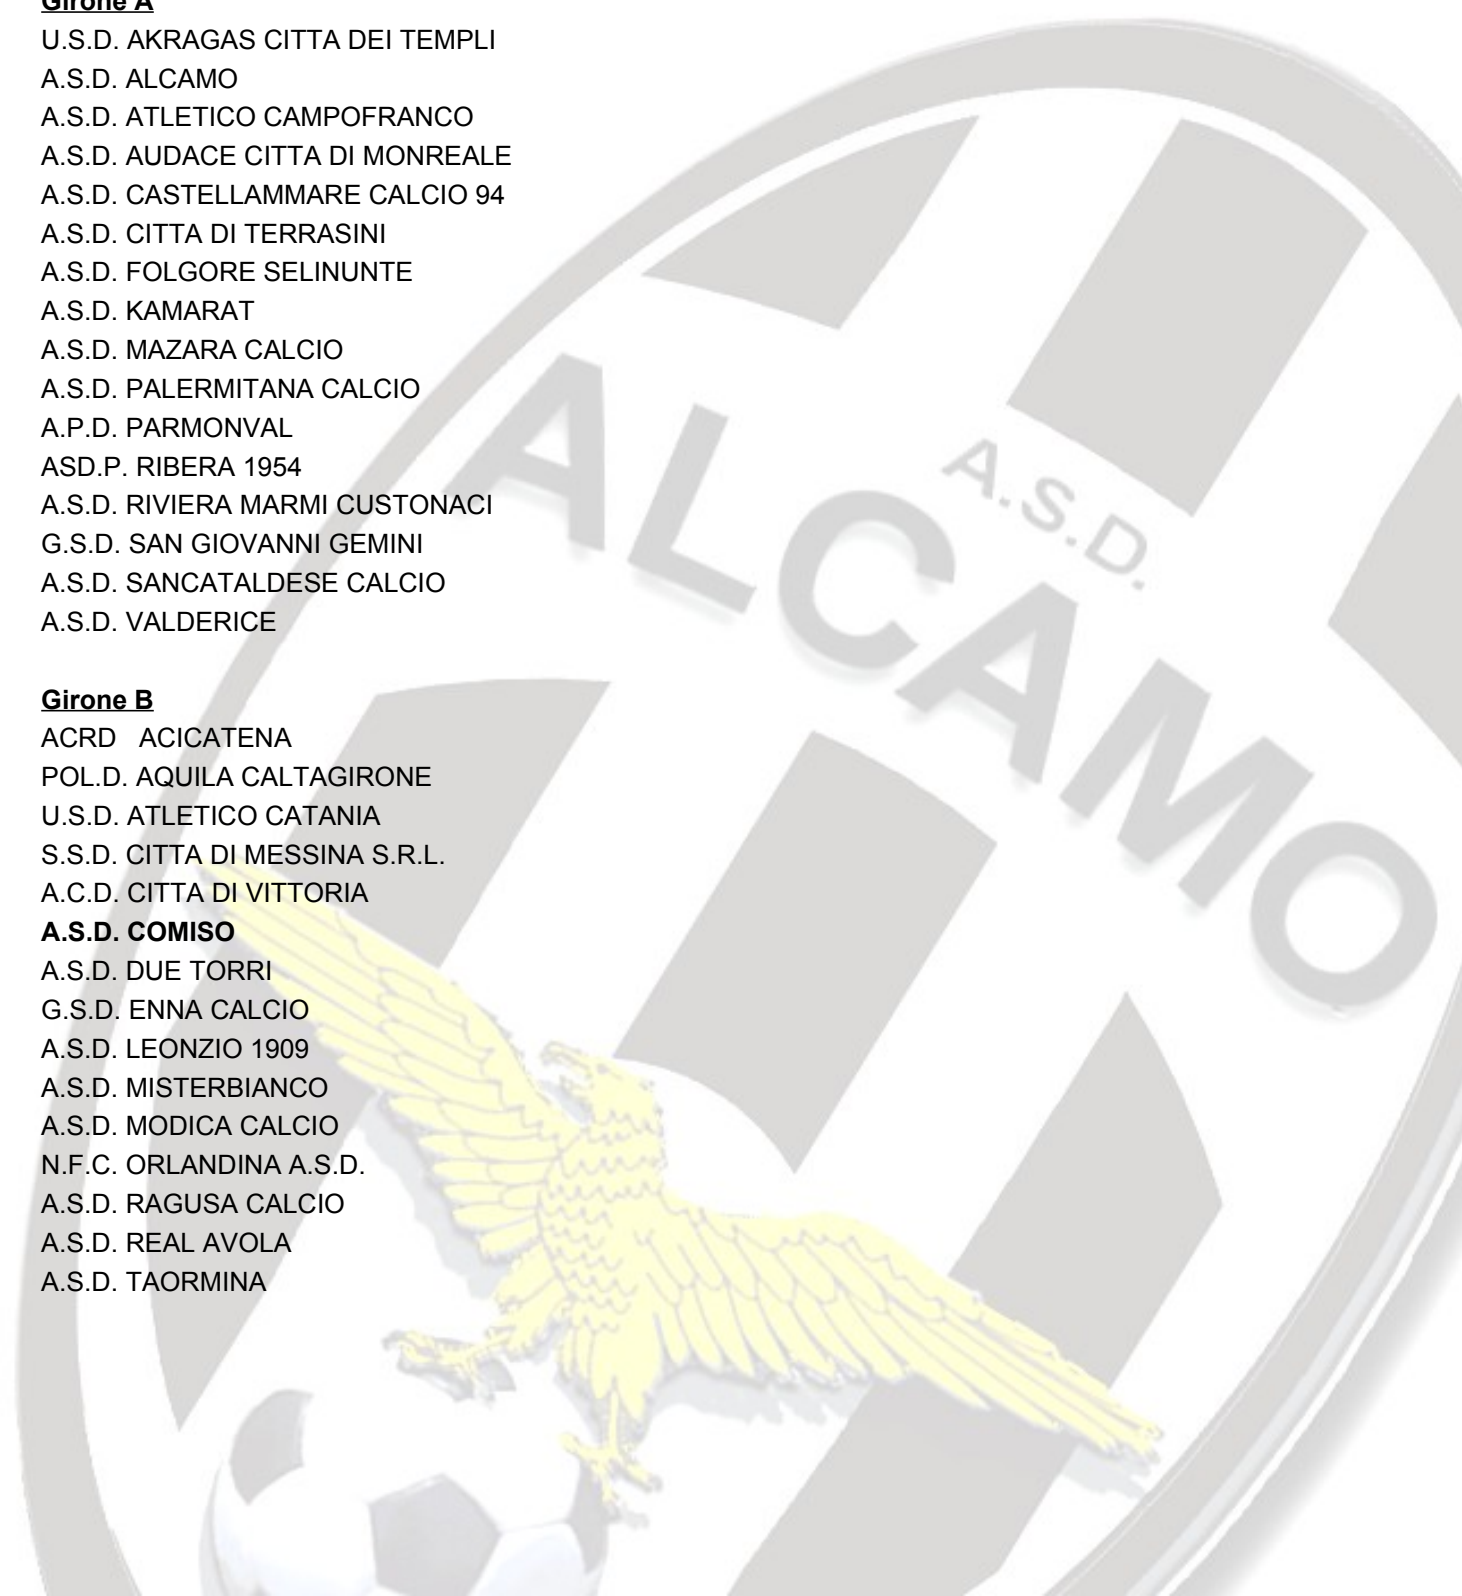 Girone A
U.S.D. AKRAGAS CITTA DEI TEMPLI
A.S.D. ALCAMO
A.S.D. ATLETICO CAMPOFRANCO
A.S.D. AUDACE CITTA DI MONREALE
A.S.D. CASTELLAMMARE CALCIO 94
A.S.D. CITTA DI TERRASINI
A.S.D. FOLGORE SELINUNTE
A.S.D. KAMARAT
A.S.D. MAZARA CALCIO
A.S.D. PALERMITANA CALCIO
A.P.D. PARMONVAL
ASD.P. RIBERA 1954
A.S.D. RIVIERA MARMI CUSTONACI
G.S.D. SAN GIOVANNI GEMINI
A.S.D. SANCATALDESE CALCIO
A.S.D. VALDERICE
Girone B
ACRD ACICATENA
POL.D. AQUILA CALTAGIRONE
U.S.D. ATLETICO CATANIA
S.S.D. CITTA DI MESSINA S.R.L.
A.C.D. CITTA DI VITTORIA
A.S.D. COMISO
A.S.D. DUE TORRI
G.S.D. ENNA CALCIO
A.S.D. LEONZIO 1909
A.S.D. MISTERBIANCO
A.S.D. MODICA CALCIO
N.F.C. ORLANDINA A.S.D.
A.S.D. RAGUSA CALCIO
A.S.D. REAL AVOLA
A.S.D. TAORMINA
A.S.D.
ALCAMO